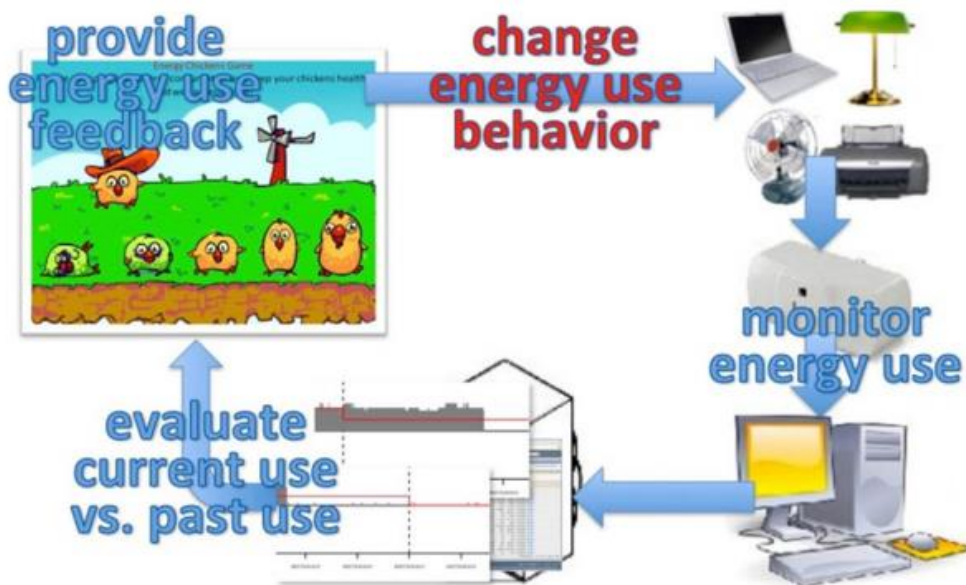 provide
energy use
feedback
Energy Chickens Game
change
energy use
behavior
monitor
energy use
evaluate
current use
vs. past use